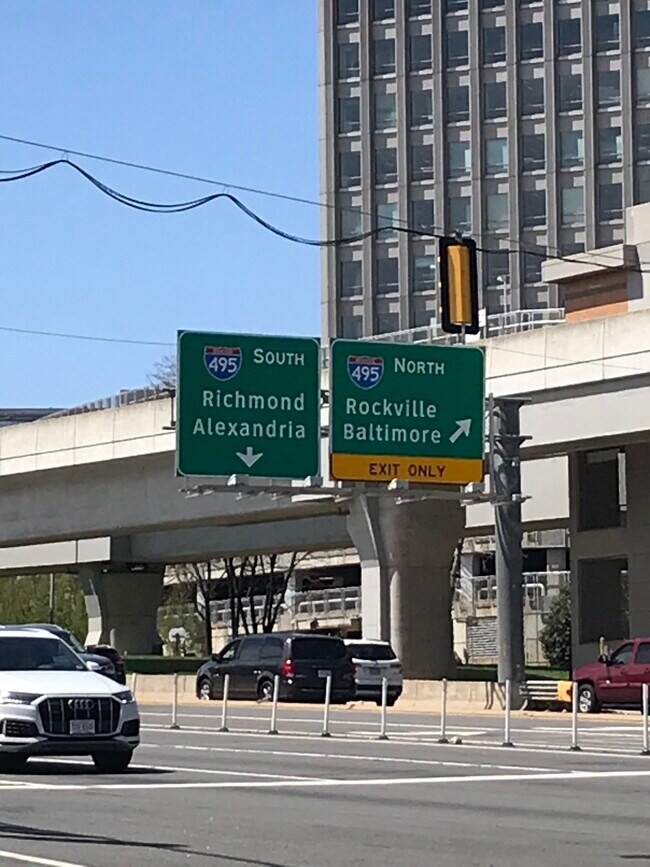 495 SOUTH
Richmond
Alexandria
495 NORTH
Rockville
Baltimore
EXIT ONLY